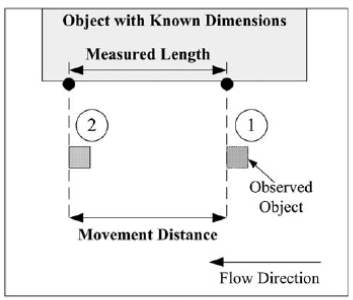 Object with Known Dimensions
Measured Length
2
1
Observed
Object
Movement Distance
Flow Direction